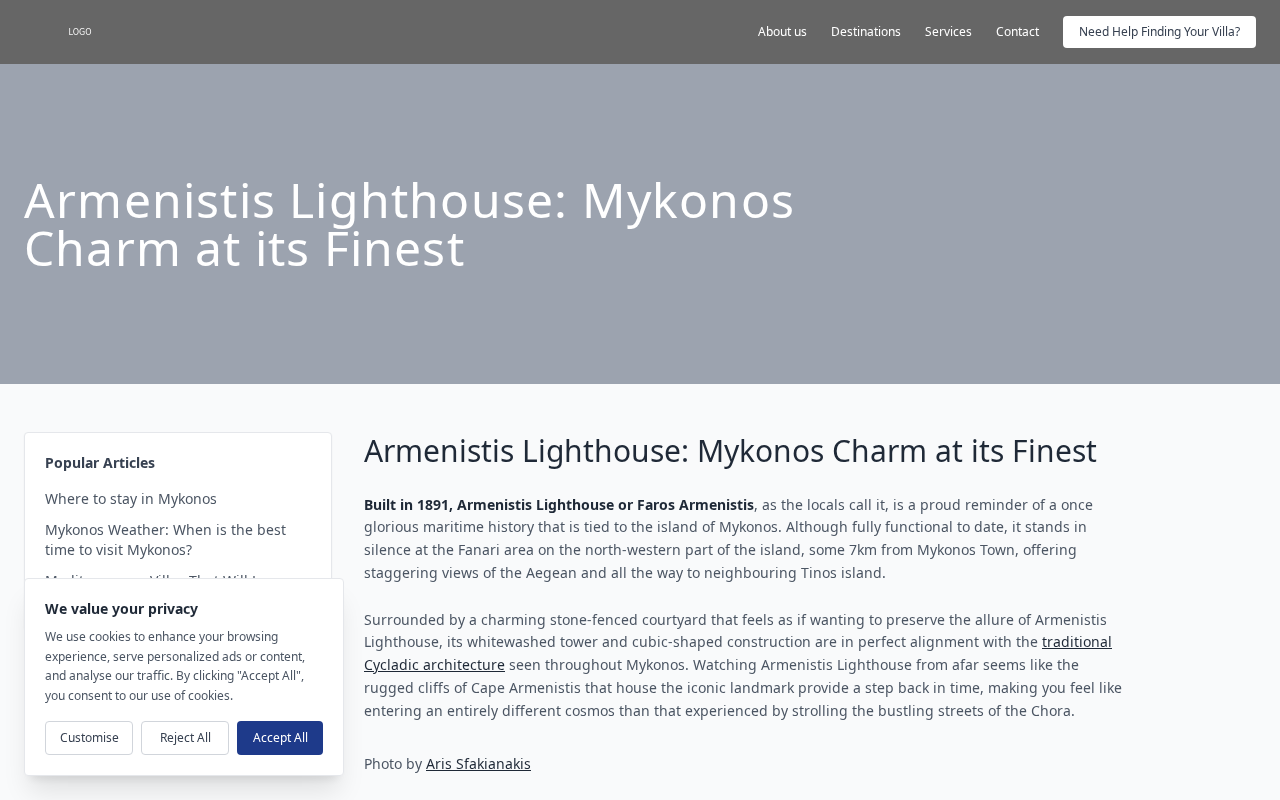 LOGO
About us
Destinations
Services
Contact
Need Help Finding Your Villa?
Armenistis Lighthouse: Mykonos
Charm at its Finest
Popular Articles
Where to stay in Mykonos
Mykonos Weather: When is the best
time to visit Mykonos?
We value your privacy
We use cookies to enhance your browsing
experience, serve personalized ads or content,
and analyse our traffic. By clicking "Accept All",
you consent to our use of cookies.
Customise
Reject All
Accept All
Armenistis Lighthouse: Mykonos Charm at its Finest
Built in 1891, Armenistis Lighthouse or Faros Armenistis, as the locals call it, is a proud reminder of a once
glorious maritime history that is tied to the island of Mykonos. Although fully functional to date, it stands in
silence at the Fanari area on the north-western part of the island, some 7km from Mykonos Town, offering
staggering views of the Aegean and all the way to neighbouring Tinos island.
Surrounded by a charming stone-fenced courtyard that feels as if wanting to preserve the allure of Armenistis
Lighthouse, its whitewashed tower and cubic-shaped construction are in perfect alignment with the traditional
Cycladic architecture seen throughout Mykonos. Watching Armenistis Lighthouse from afar seems like the
rugged cliffs of Cape Armenistis that house the iconic landmark provide a step back in time, making you feel like
entering an entirely different cosmos than that experienced by strolling the bustling streets of the Chora.
Photo by Aris Sfakianakis